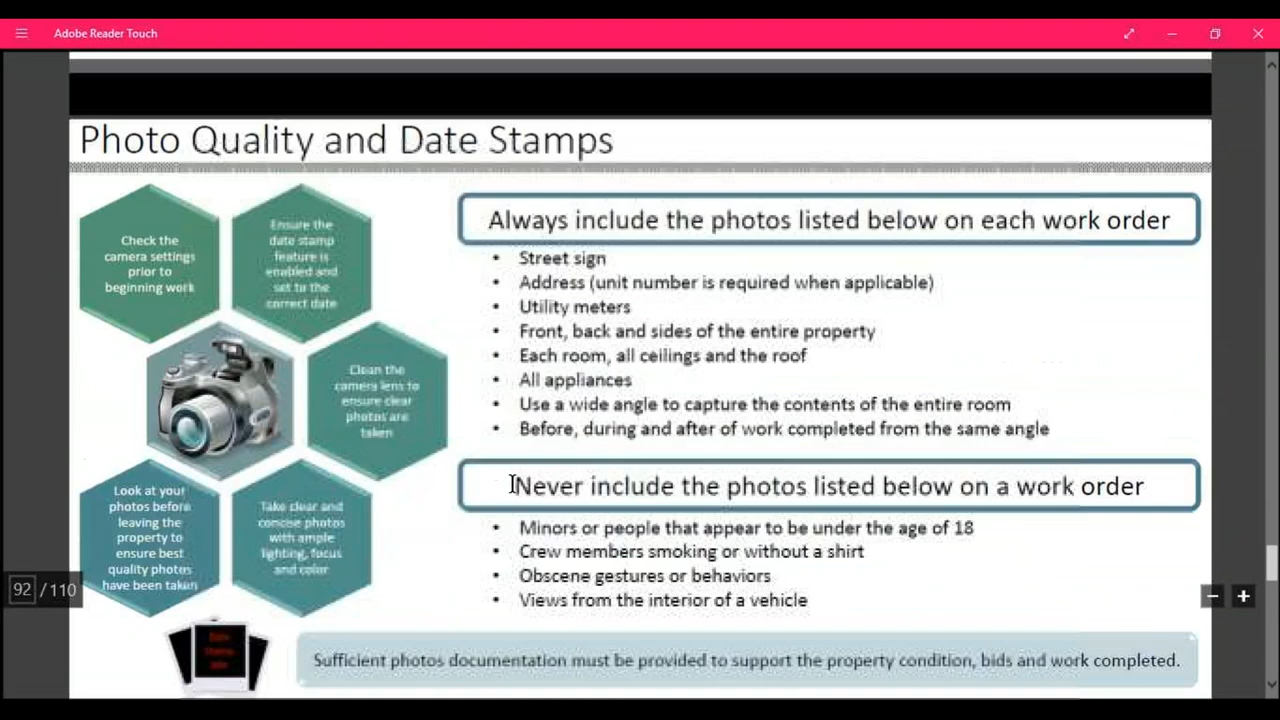 Adobe Reader Touch
Photo Quality and Date Stamps
Check the
camera settings
prior to
beginning work
Ensure the
date stamp
feature is
enabled and
set to the
correct date
Clean the
camera lens to
ensure clear
photos are
taken
Look at your
photos before
leaving the
property to
ensure best
quality photos
have been taken
Take clear and
concise photos
with ample
lighting, focus
and color
Always include the photos listed below on each work order
• Street sign
• Address (unit number is required when applicable)
• Utility meters
• Front, back and sides of the entire property
• Each room, all ceilings and the roof
• All appliances
• Use a wide angle to capture the contents of the entire room
• Before, during and after of work completed from the same angle
Never include the photos listed below on a work order
• Minors or people that appear to be under the age of 18
• Crew members smoking or without a shirt
• Obscene gestures or behaviors
• Views from the interior of a vehicle
92 / 110
Date
Sufficient photos documentation must be provided to support the property condition, bids and work completed.